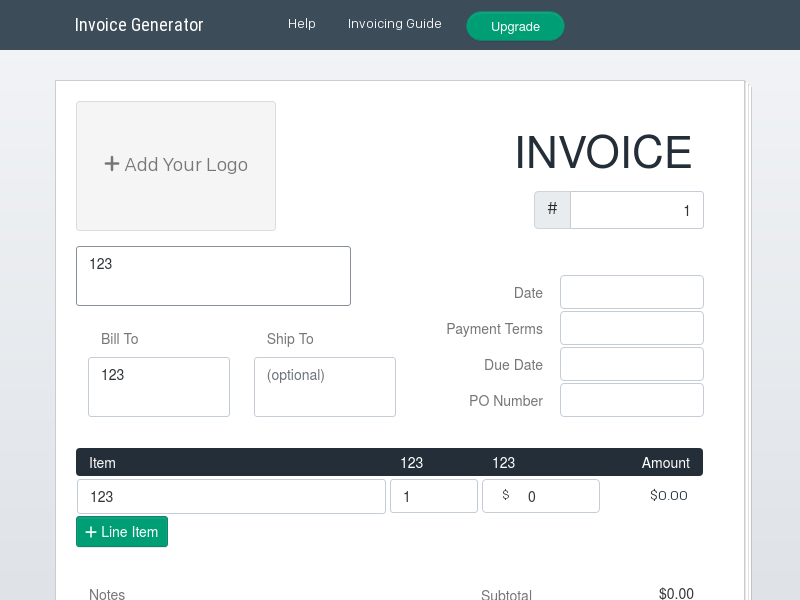 Invoice Generator Help Invoicing Guide Upgrade
+ Add Your Logo
INVOICE
# 1
123
Date
Payment Terms
Due Date
PO Number
Bill To Ship To
123 (optional)
Item 123 123 Amount
123 1 $ 0 $0.00
+ Line Item
Notes Subtotal $0.00